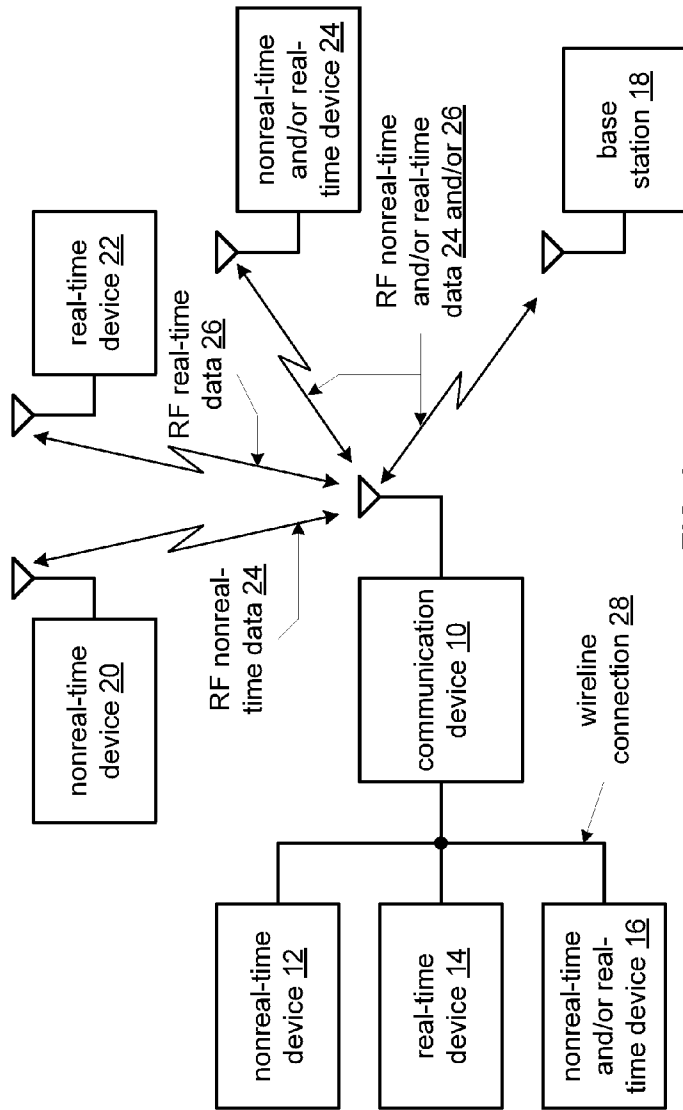 nonreal-time
device 20
real-time
device 22
RF nonreal-
time data 24
RF real-time
data 26
nonreal-time
and/or real-
time device 24
nonreal-time
device 12
real-time
device 14
nonreal-time
and/or real-
time device 16
communication
device 10
RF nonreal-time
and/or real-time
data 24 and/or 26
wireline
connection 28
base
station 18